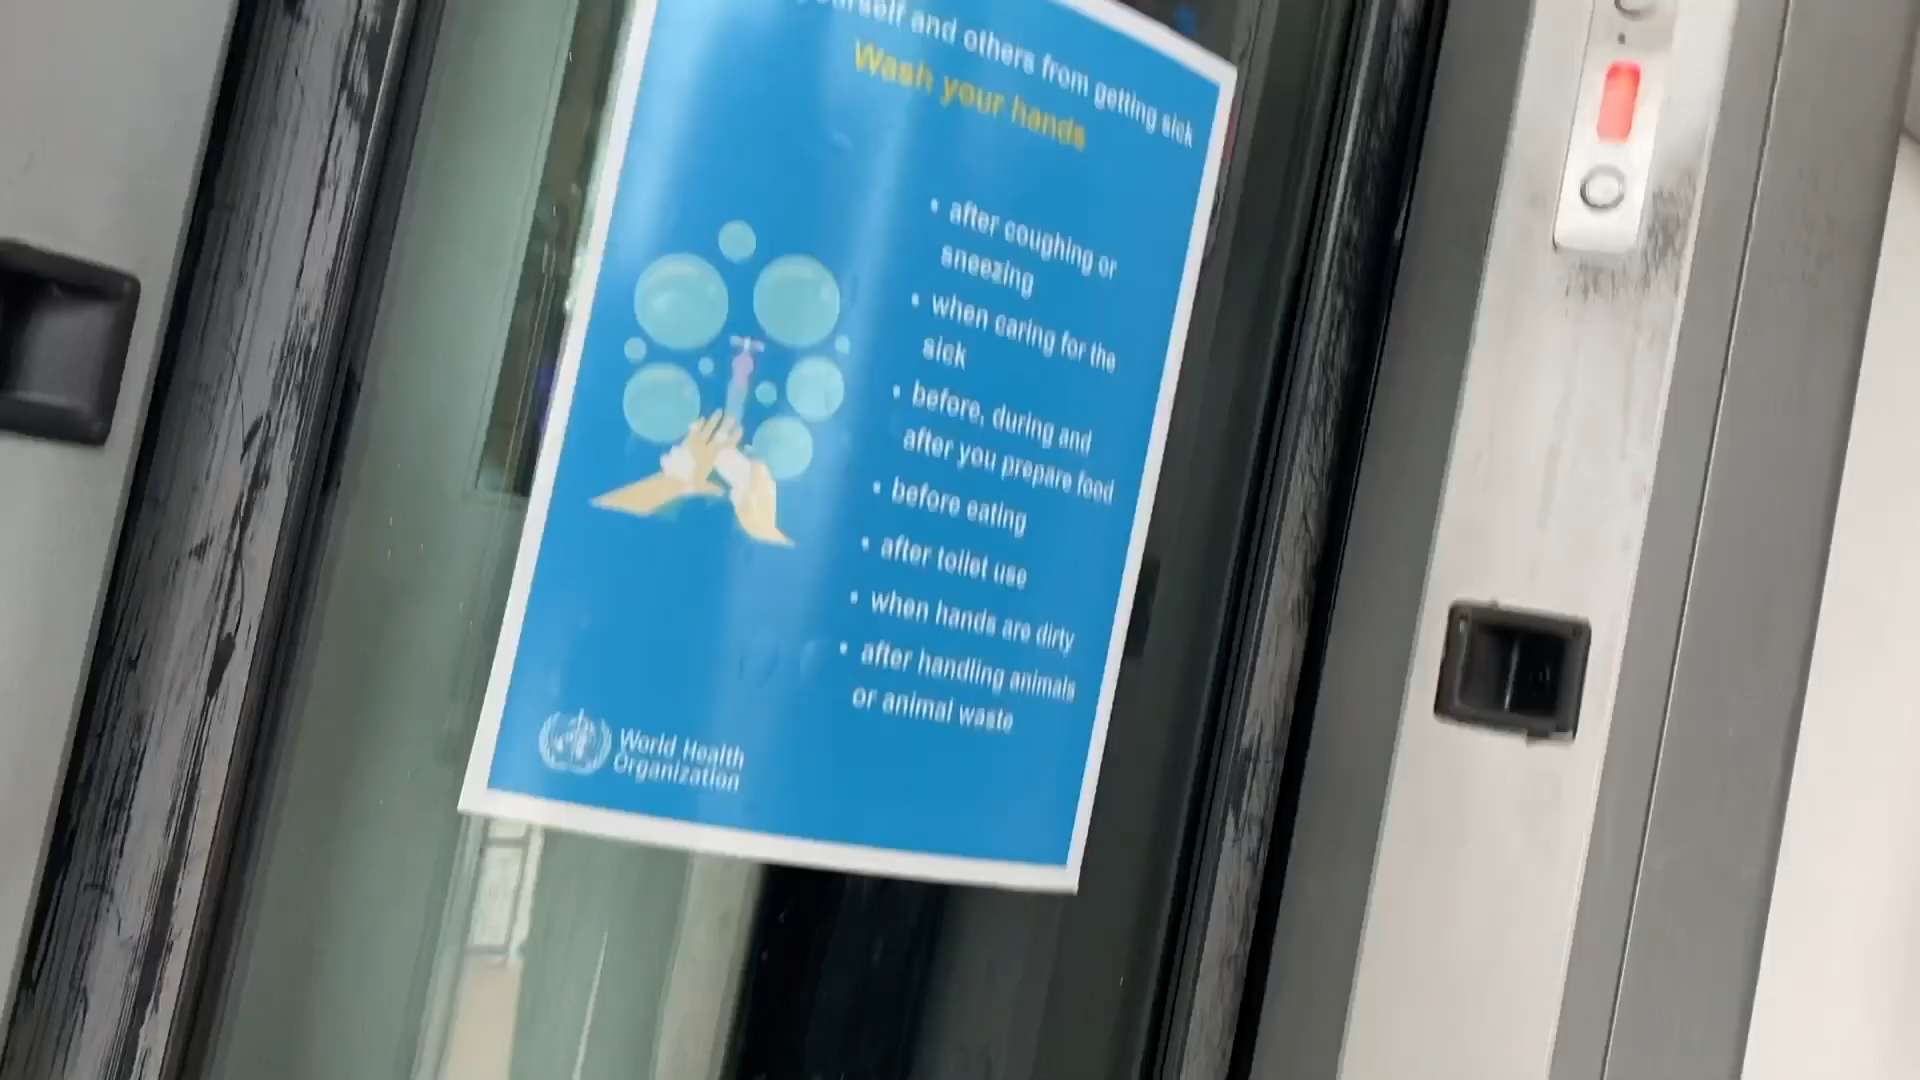 yourself and others from getting sick
Wash your hands
• after coughing or
sneezing
• when caring for the
sick
• before, during and
after you prepare food
• before eating
• after toilet use
• when hands are dirty
• after handling animals
or animal waste
World Health
Organization